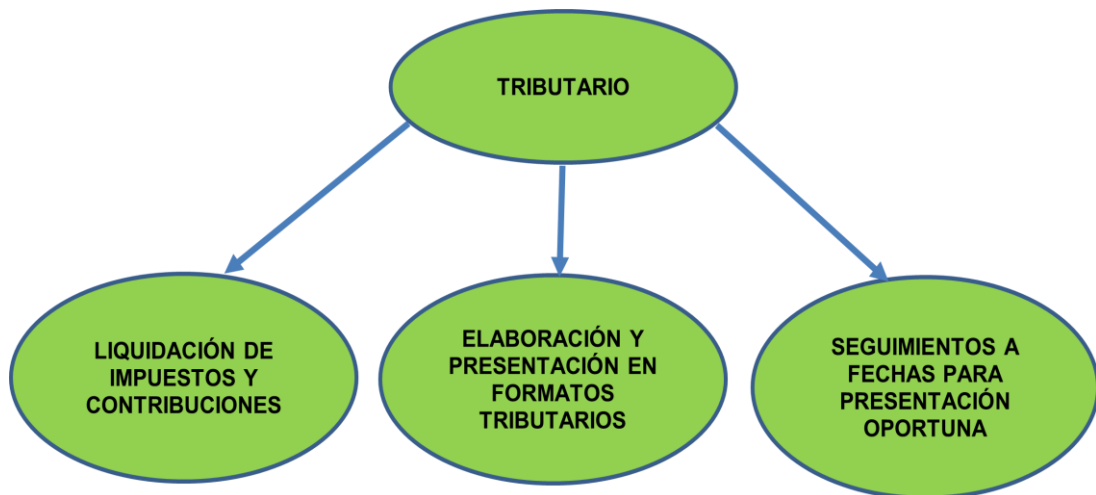 TRIBUTARIO
LIQUIDACIÓN DE
IMPUESTOS Y
CONTRIBUCIONES
ELABORACIÓN Y
PRESENTACIÓN EN
FORMATOS
TRIBUTARIOS
SEGUIMIENTOS A
FECHAS PARA
PRESENTACIÓN
OPORTUNA